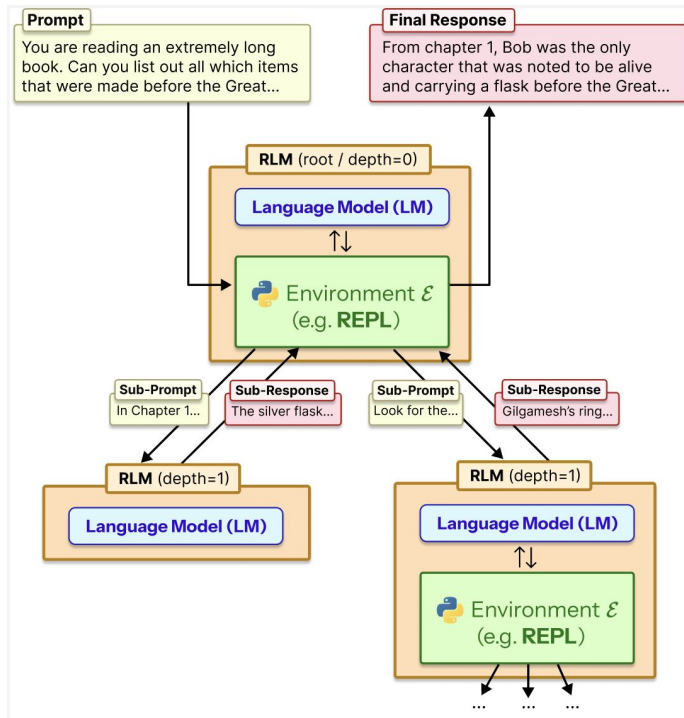 Prompt
You are reading an extremely long
book. Can you list out all which items
that were made before the Great...
Final Response
From chapter 1, Bob was the only
character that was noted to be alive
and carrying a flask before the Great...
RLM (root / depth=0)
Language Model (LM)
Environment ℰ
(e.g. REPL)
Sub-Prompt
In Chapter 1...
Sub-Response
The silver flask...
Sub-Prompt
Look for the...
Sub-Response
Gilgamesh's ring...
RLM (depth=1)
Language Model (LM)
RLM (depth=1)
Language Model (LM)
Environment ℰ
(e.g. REPL)
... ... ...